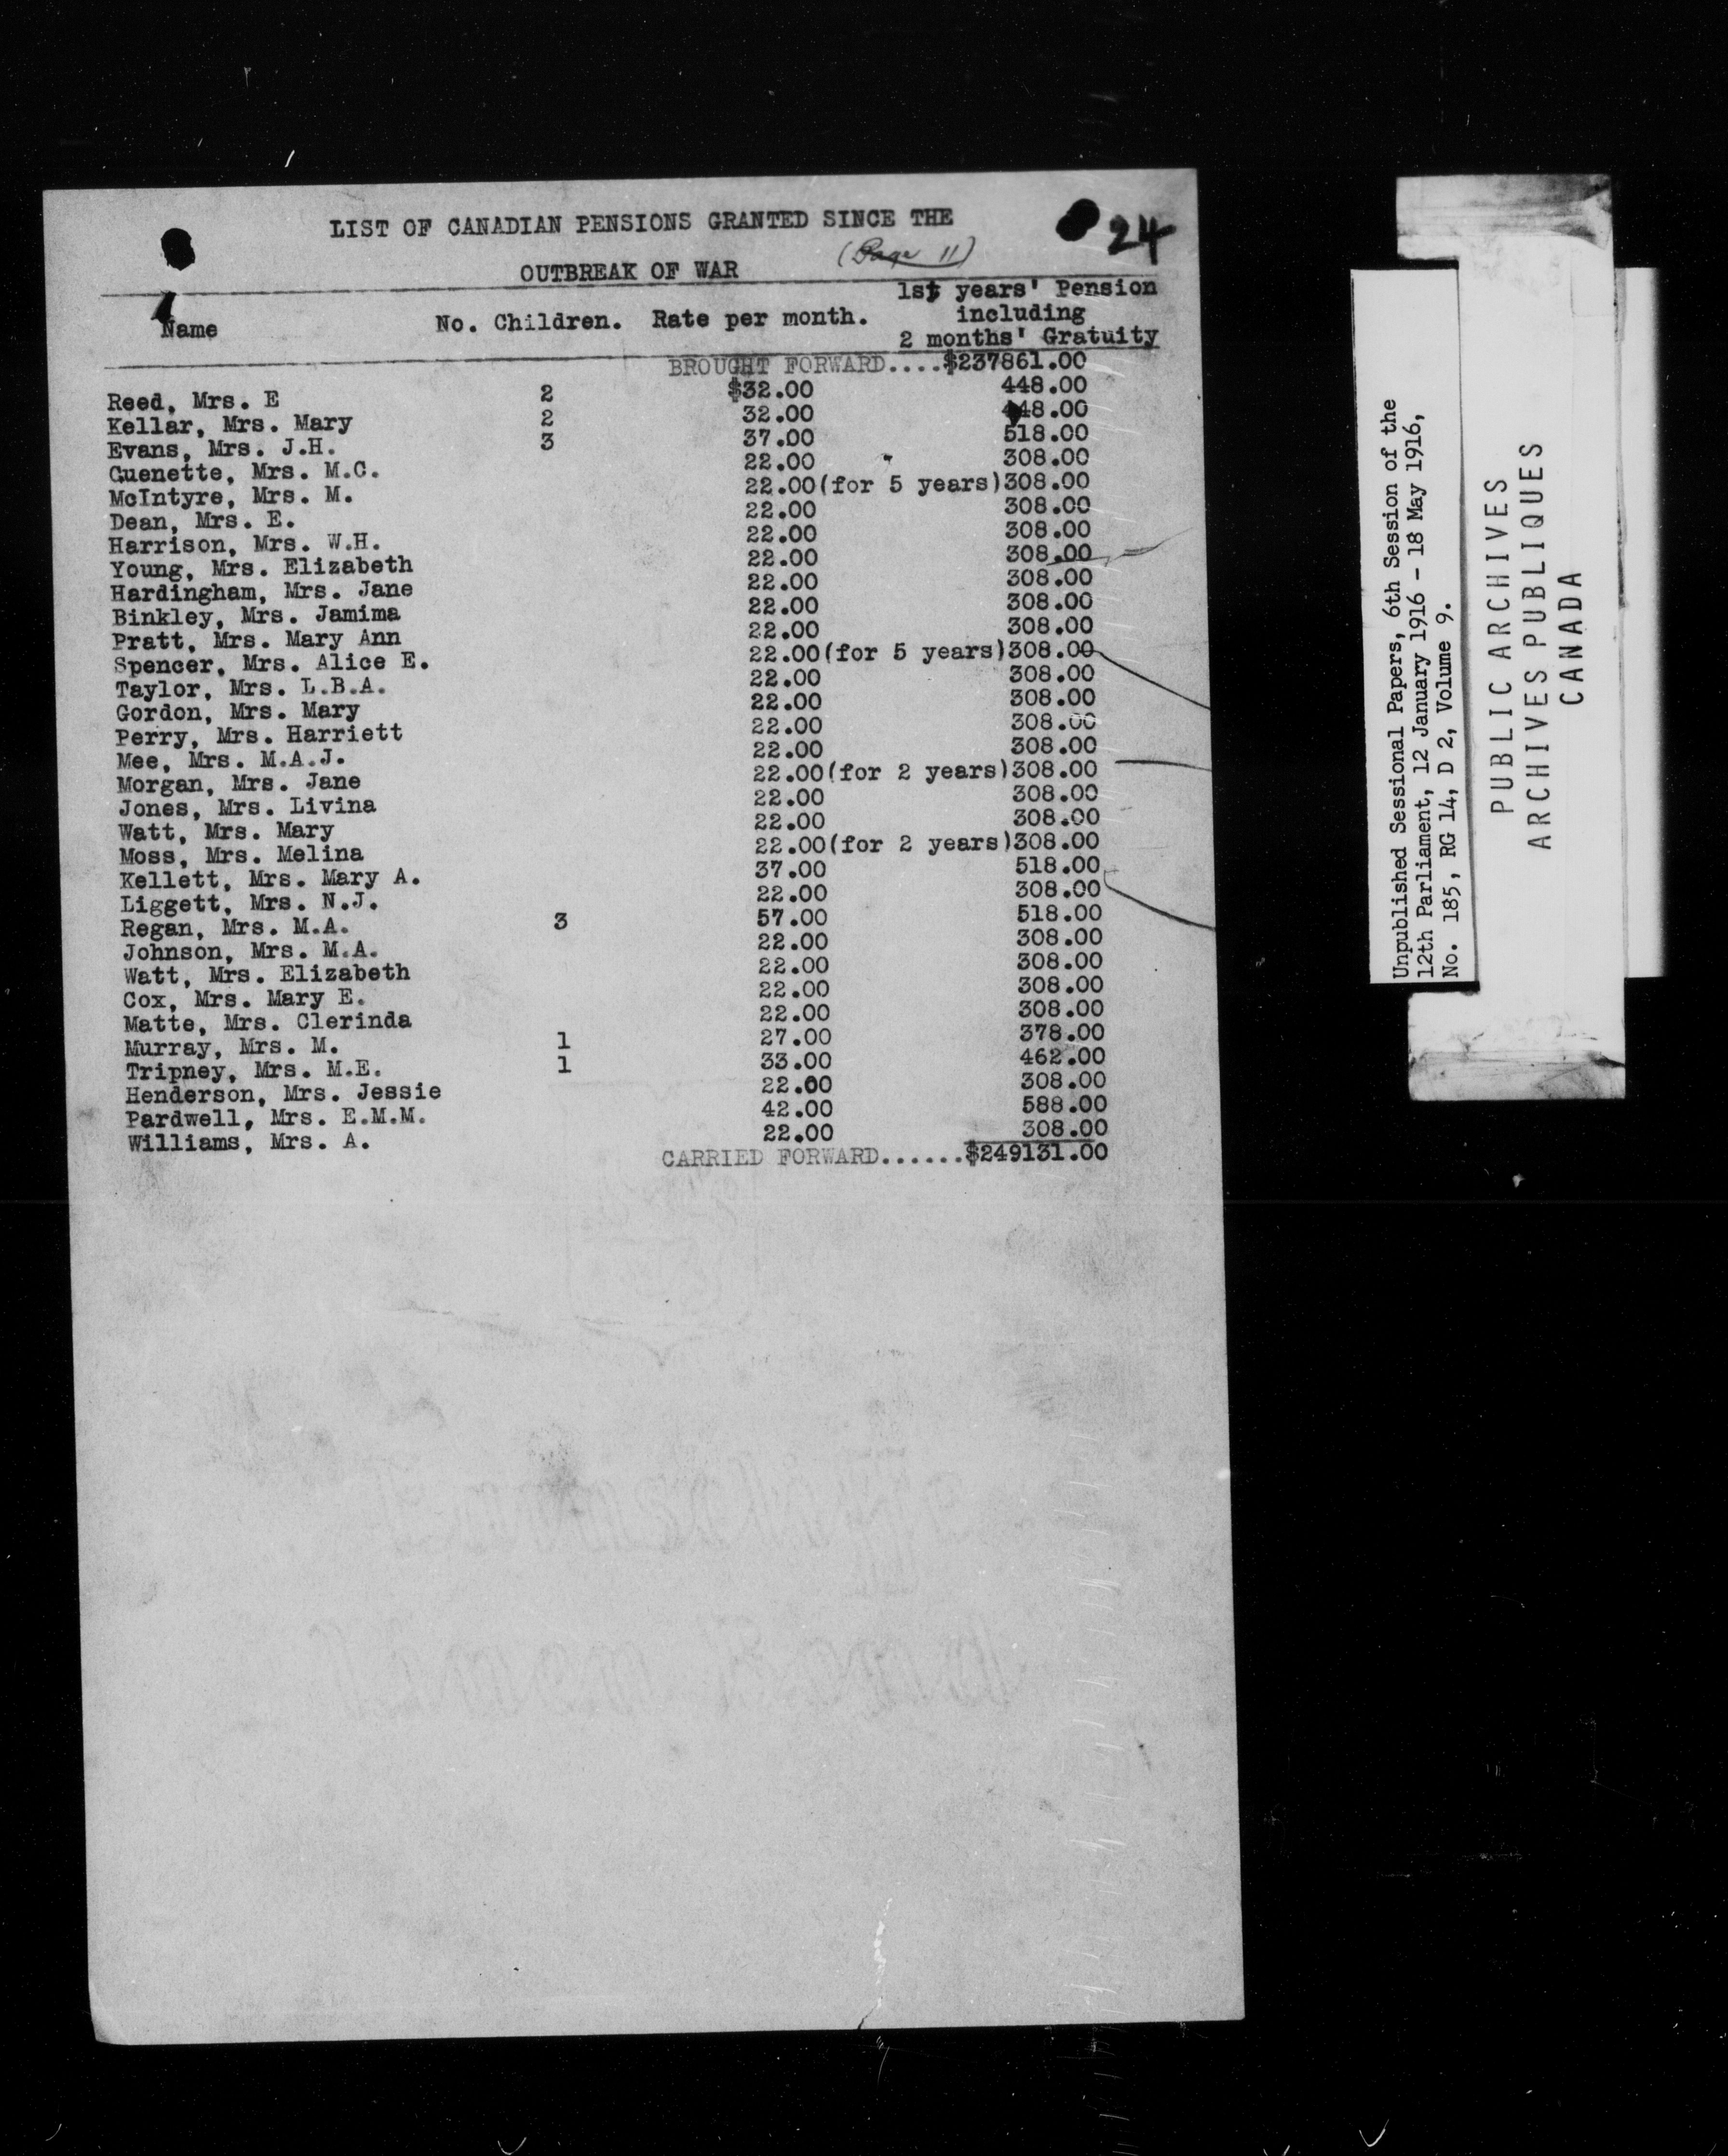 LIST OF CANADIAN PENSIONS GRANTED SINCE THE
24
(Page 11)
OUTBREAK OF WAR
Name No. Children. Rate per month. 1st years' Pension including 2 months' Gratuity
BROUGHT FORWARD....$237861.00
Reed, Mrs. E 2 $32.00 448.00
Kellar, Mrs. Mary 2 32.00 448.00
Evans, Mrs. J.H. 3 37.00 518.00
Guenette, Mrs. M.C. 22.00 308.00
McIntyre, Mrs. M. 22.00(for 5 years)308.00
Dean, Mrs. E. 22.00 308.00
Harrison, Mrs. W.H. 22.00 308.00
Young, Mrs. Elizabeth 22.00 308.00
Hardingham, Mrs. Jane 22.00 308.00
Binkley, Mrs. Jamima 22.00 308.00
Pratt, Mrs. Mary Ann 22.00 308.00
Spencer, Mrs. Alice E. 22.00(for 5 years)308.00
Taylor, Mrs. L.B.A. 22.00 308.00
Gordon, Mrs. Mary 22.00 308.00
Perry, Mrs. Harriett 22.00 308.00
Mee, Mrs. M.A.J. 22.00 308.00
Morgan, Mrs. Jane 22.00(for 2 years)308.00
Jones, Mrs. Livina 22.00 308.00
Watt, Mrs. Mary 22.00 308.00
Moss, Mrs. Melina 22.00(for 2 years)308.00
Kellett, Mrs. Mary A. 37.00 518.00
Liggett, Mrs. N.J. 22.00 308.00
Regan, Mrs. M.A. 3 57.00 518.00
Johnson, Mrs. M.A. 22.00 308.00
Watt, Mrs. Elizabeth 22.00 308.00
Cox, Mrs. Mary E. 22.00 308.00
Matte, Mrs. Clerinda 22.00 308.00
Murray, Mrs. M. 1 27.00 378.00
Tripney, Mrs. M.E. 1 33.00 462.00
Henderson, Mrs. Jessie 22.00 308.00
Pardwell, Mrs. E.M.M. 42.00 588.00
Williams, Mrs. A. 22.00 308.00
CARRIED FORWARD......$249131.00
Unpublished Sessional Papers, 6th Session of the
12th Parliament, 12 January 1916 - 18 May 1916,
No. 185, RG 14, D 2, Volume 9.
PUBLIC ARCHIVES
ARCHIVES PUBLIQUES
CANADA